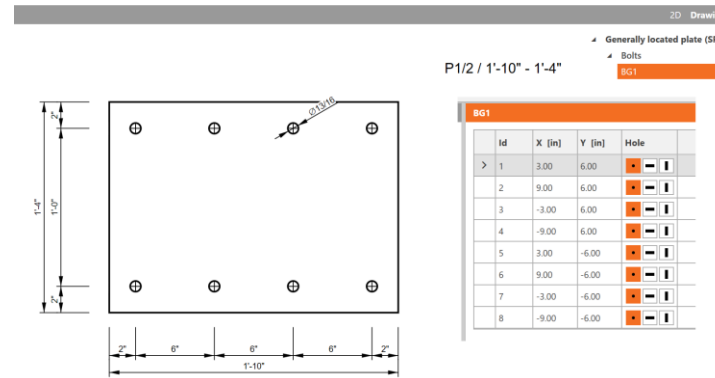 2D Drawi
Generally located plate (SP
Bolts
P1/2 / 1'-10" - 1'-4"
BG1
BG1
Id X [in] Y [in] Hole
> 1 3.00 6.00
2 9.00 6.00
3 -3.00 6.00
4 -9.00 6.00
5 3.00 -6.00
6 9.00 -6.00
7 -3.00 -6.00
8 -9.00 -6.00
Ø13/16
2"
1'-4"
1'-0"
2"
2" 6" 6" 6" 2"
1'-10"